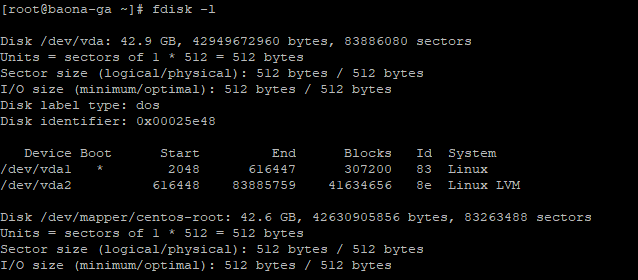 [root@baona-ga ~]# fdisk -l
Disk /dev/vda: 42.9 GB, 42949672960 bytes, 83886080 sectors
Units = sectors of 1 * 512 = 512 bytes
Sector size (logical/physical): 512 bytes / 512 bytes
I/O size (minimum/optimal): 512 bytes / 512 bytes
Disk label type: dos
Disk identifier: 0x00025e48
Device Boot Start End Blocks Id System
/dev/vda1 * 2048 616447 307200 83 Linux
/dev/vda2 616448 83885759 41634656 8e Linux LVM
Disk /dev/mapper/centos-root: 42.6 GB, 42630905856 bytes, 83263488 sectors
Units = sectors of 1 * 512 = 512 bytes
Sector size (logical/physical): 512 bytes / 512 bytes
I/O size (minimum/optimal): 512 bytes / 512 bytes